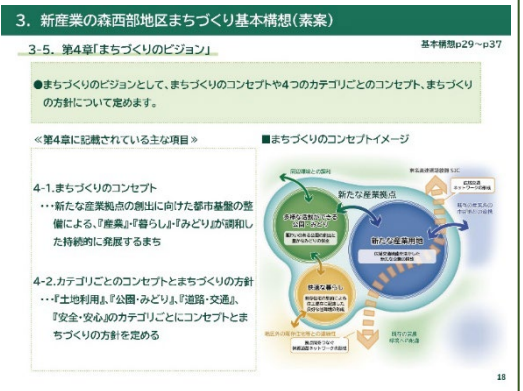 3. 新産業の森西部地区まちづくり基本構想(素案)
3-5. 第4章「まちづくりのビジョン」
基本構想p29~p37
●まちづくりのビジョンとして、まちづくりのコンセプトや4つのカテゴリごとのコンセプト、まちづくり
の方針について定めます。
≪第4章に記載されている主な項目≫
4-1.まちづくりのコンセプト
・・・新たな産業拠点の創出に向けた都市基盤の整
備による、『産業』・『暮らし』・『みどり』が調和し
た持続的に発展するまち
4-2.カテゴリごとのコンセプトとまちづくりの方針
・・・『土地利用』、『公園・みどり』、『道路・交通』、
『安全・安心』のカテゴリごとにコンセプトとま
ちづくりの方針を定める
■まちづくりのコンセプトイメージ
新たな産業拠点
多様な活動ができる
公園・みどり
新たな産業用地
快適な暮らし
18